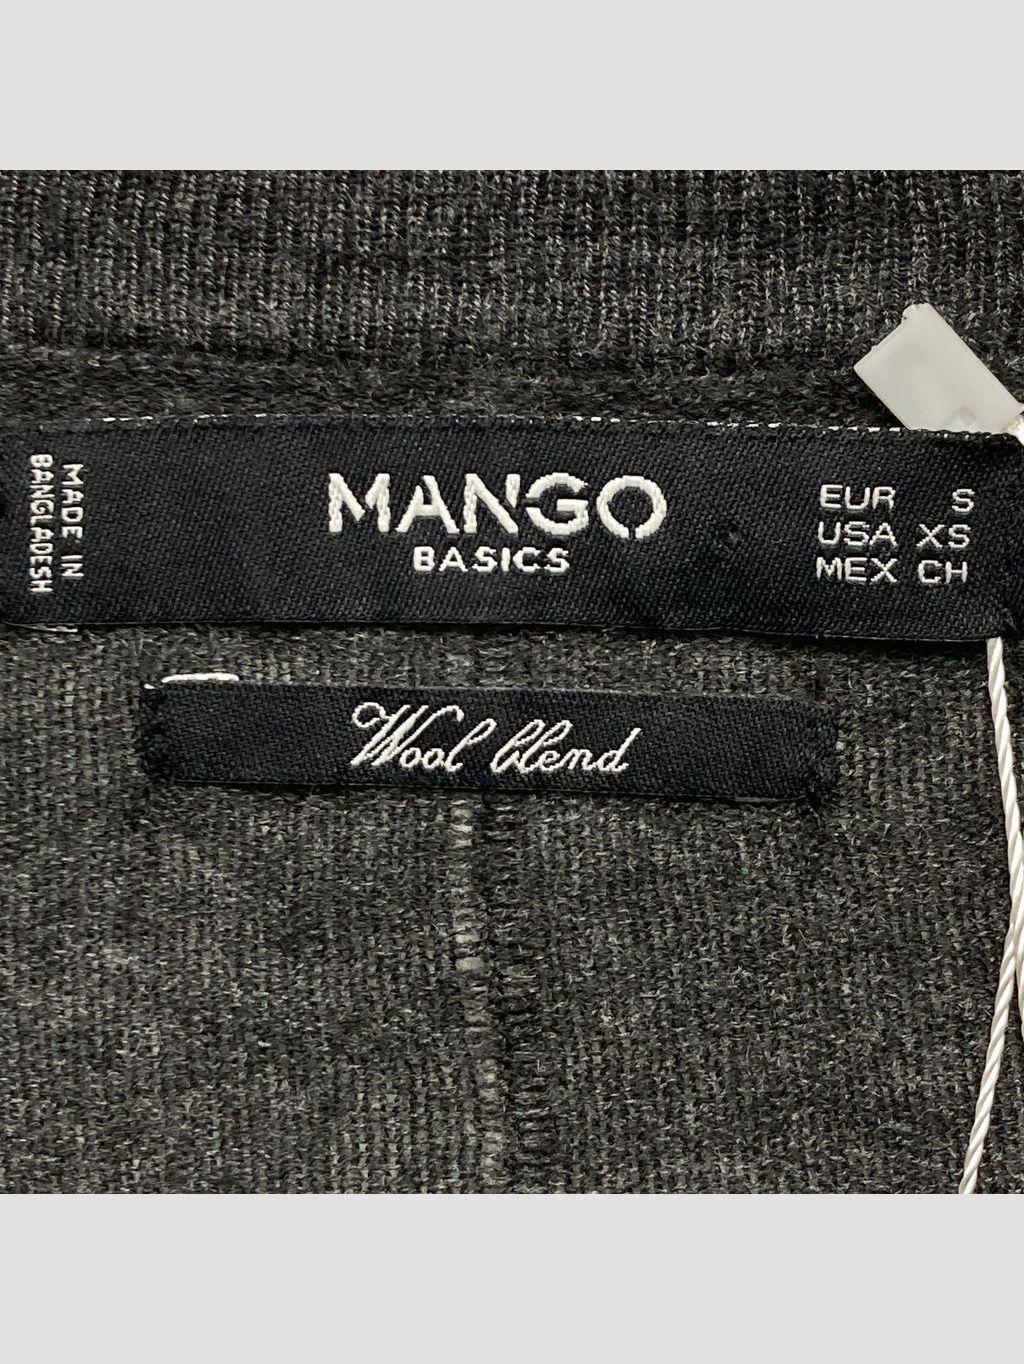 MADE IN
BANGLADESH
MANGO
BASICS
EUR S
USA XS
MEX CH
Wool blend